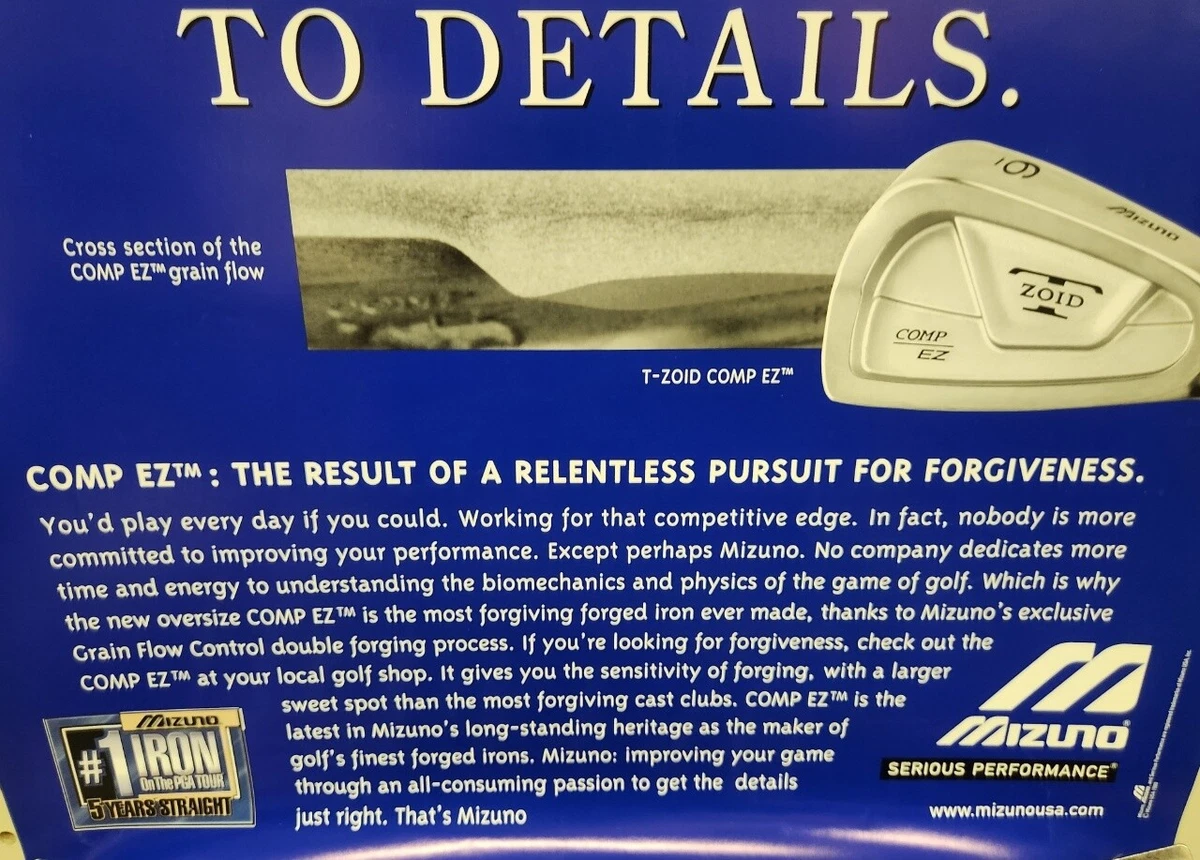 TO DETAILS.
Cross section of the
COMP EZ™ grain flow
9
Mizuno
T
ZOID
COMP
EZ
T-ZOID COMP EZ™
COMP EZ™ : THE RESULT OF A RELENTLESS PURSUIT FOR FORGIVENESS.
You'd play every day if you could. Working for that competitive edge. In fact, nobody is more
committed to improving your performance. Except perhaps Mizuno. No company dedicates more
time and energy to understanding the biomechanics and physics of the game of golf. Which is why
the new oversize COMP EZ™ is the most forgiving forged iron ever made, thanks to Mizuno's exclusive
Grain Flow Control double forging process. If you're looking for forgiveness, check out the
COMP EZ™ at your local golf shop. It gives you the sensitivity of forging, with a larger
sweet spot than the most forgiving cast clubs. COMP EZ™ is the
latest in Mizuno's long-standing heritage as the maker of
golf's finest forged irons. Mizuno: improving your game
through an all-consuming passion to get the details
just right. That's Mizuno
MIZUNO
#1 IRON
On The PGA TOUR
5 YEARS STRAIGHT
MIZUNO®
SERIOUS PERFORMANCE®
www.mizunousa.com